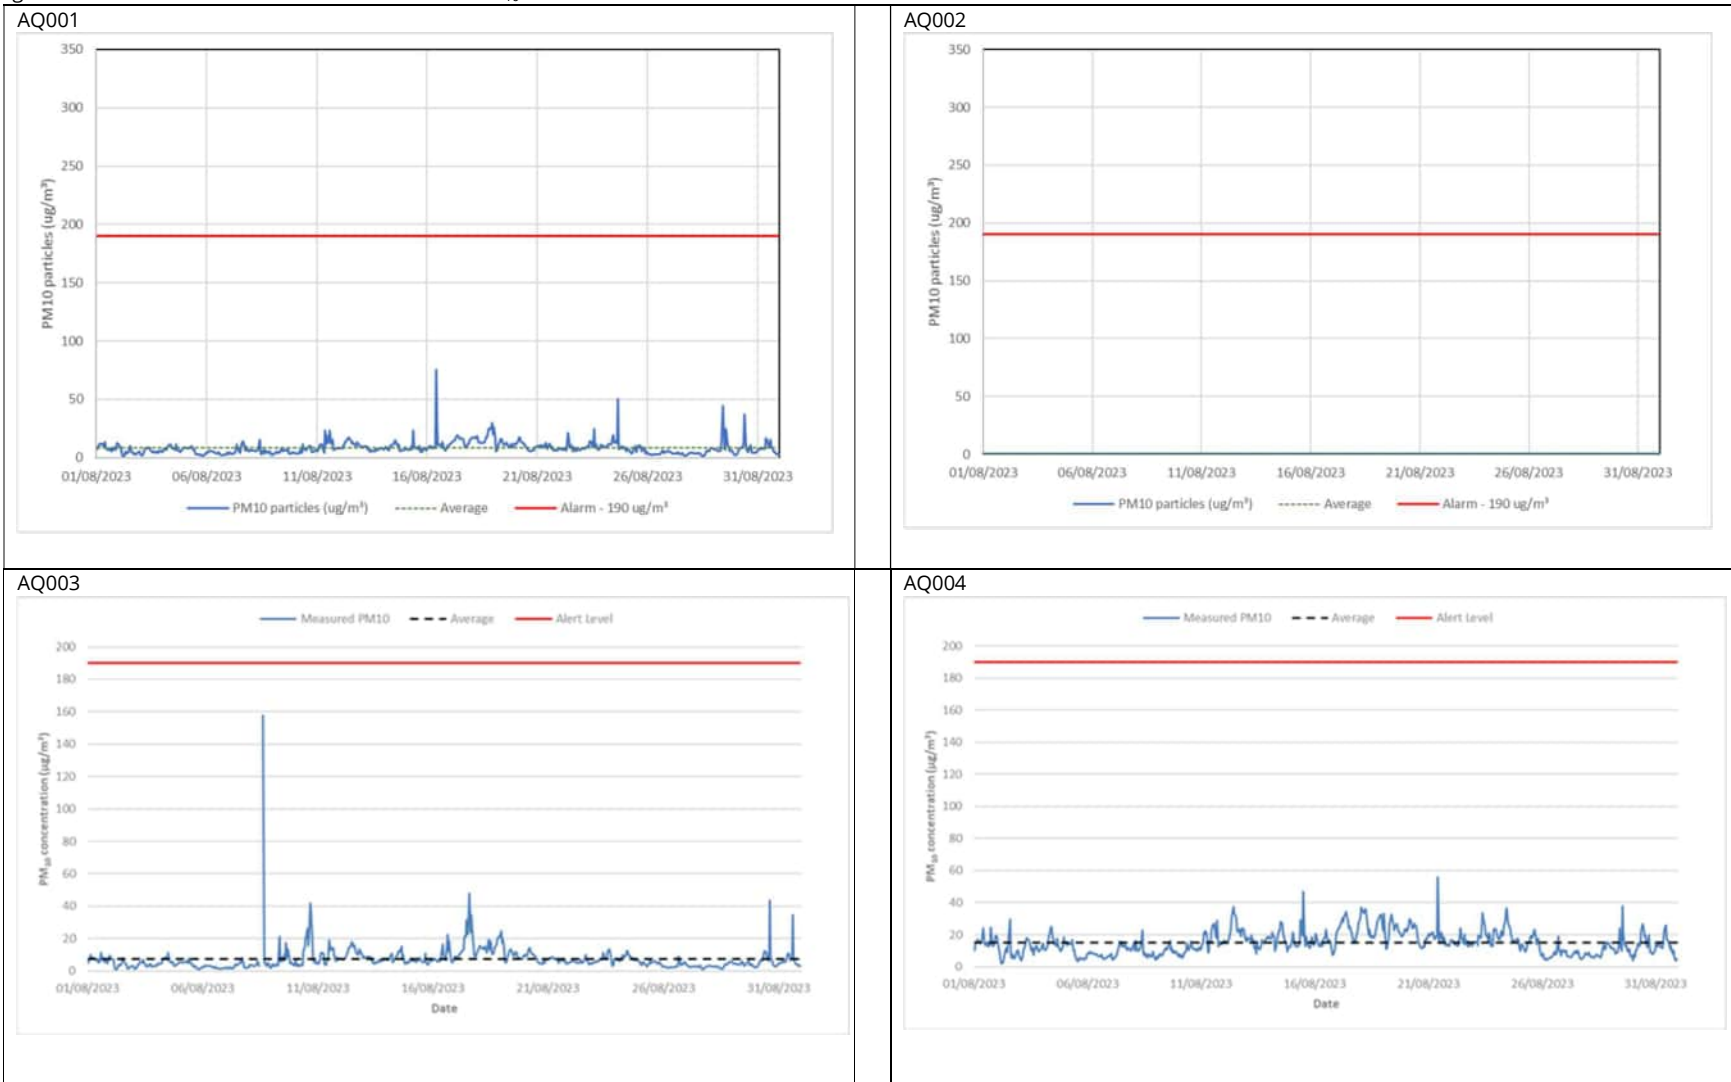 AQ001
350
300
250
200
150
100
50
0
PM10 particles (ug/m³)
01/08/2023 06/08/2023 11/08/2023 16/08/2023 21/08/2023 26/08/2023 31/08/2023
PM10 particles (ug/m³) Average Alarm - 190 ug/m³
AQ002
350
300
250
200
150
100
50
0
PM10 particles (ug/m³)
01/08/2023 06/08/2023 11/08/2023 16/08/2023 21/08/2023 26/08/2023 31/08/2023
PM10 particles (ug/m³) Average Alarm - 190 ug/m³
AQ003
Measured PM10 Average Alert Level
200
180
160
140
120
100
80
60
40
20
0
PM₁₀ concentration (µg/m³)
01/08/2023 06/08/2023 11/08/2023 16/08/2023 21/08/2023 26/08/2023 31/08/2023
Date
AQ004
Measured PM10 Average Alert Level
200
180
160
140
120
100
80
60
40
20
0
PM₁₀ concentration (µg/m³)
01/08/2023 06/08/2023 11/08/2023 16/08/2023 21/08/2023 26/08/2023 31/08/2023
Date